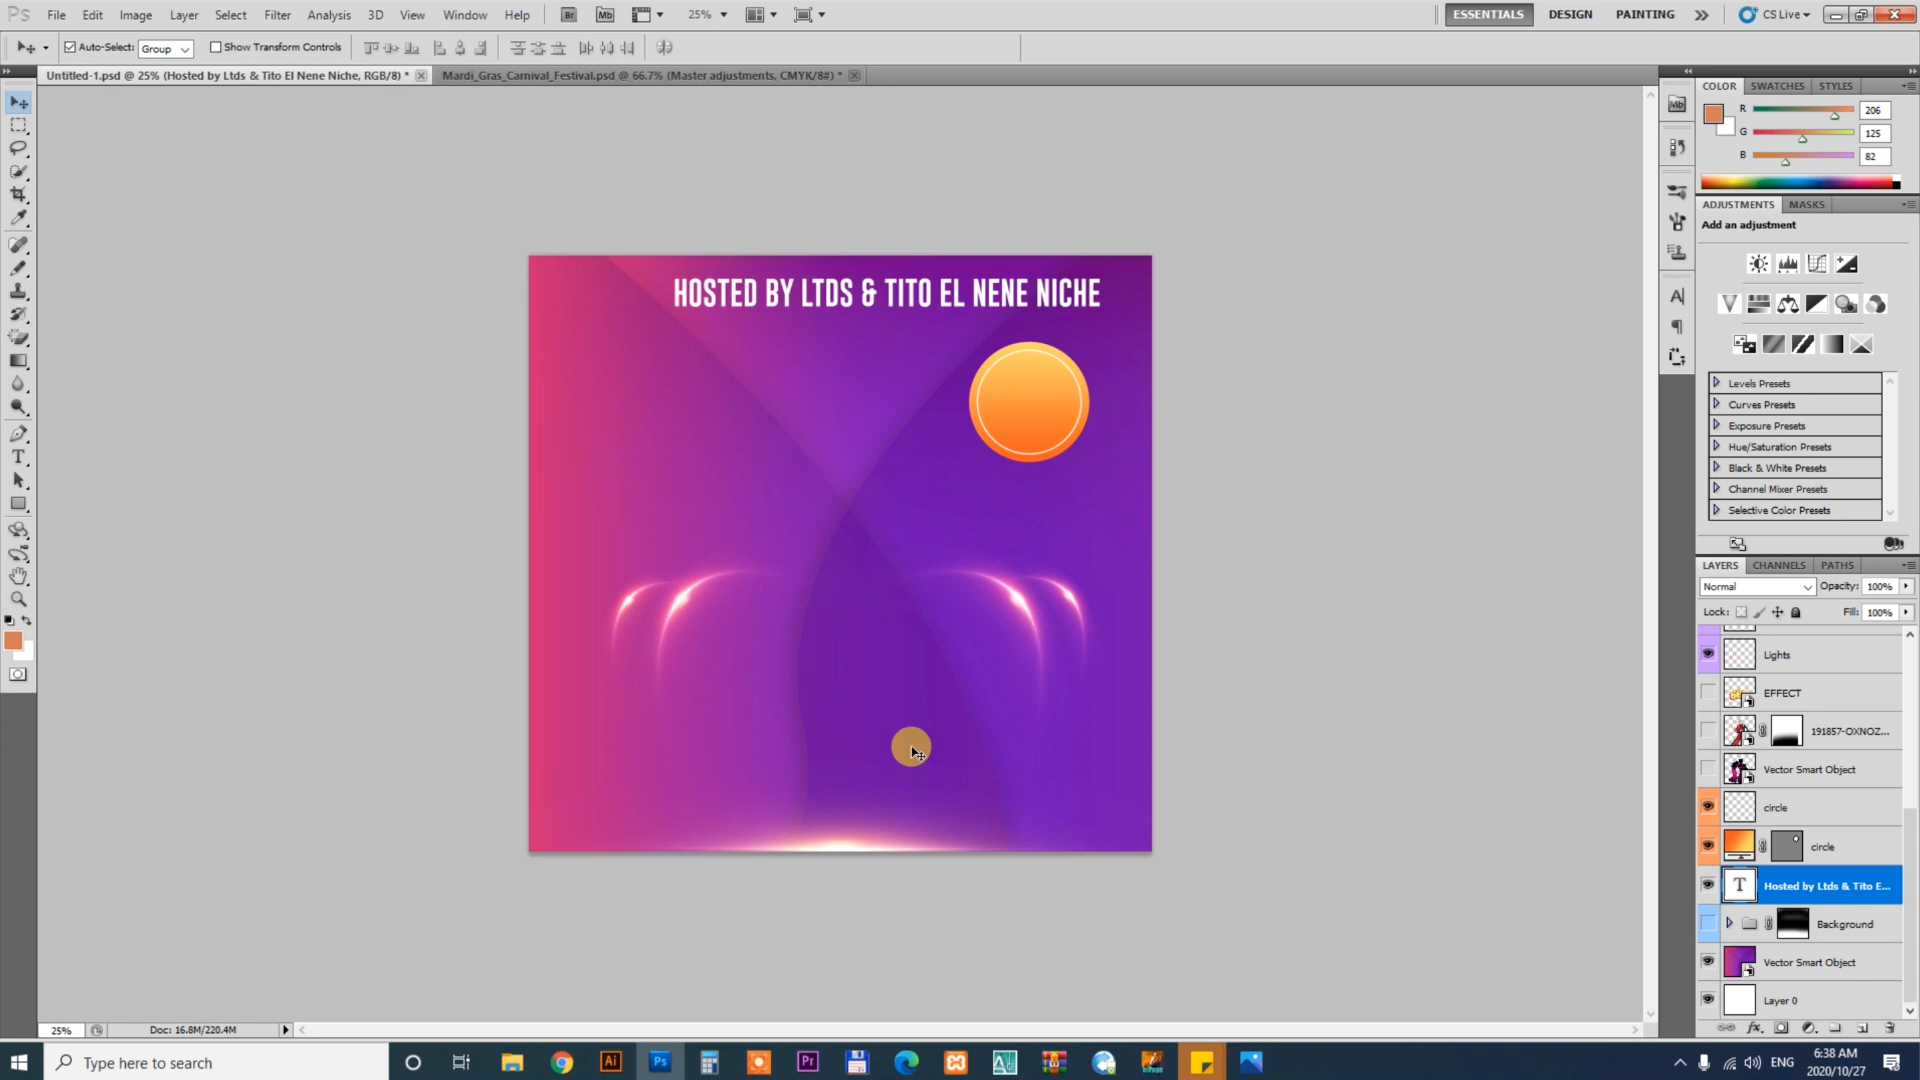 Ps File Edit Image Layer Select Filter Analysis 3D View Window Help Br Mb 25% ESSENTIALS DESIGN PAINTING CS Live
Auto-Select: Group Show Transform Controls
Untitled-1.psd @ 25% (Hosted by Ltds & Tito El Nene Niche, RGB/8) * Mardi_Gras_Carnival_Festival.psd @ 66.7% (Master adjustments, CMYK/8#) *
COLOR SWATCHES STYLES
R 206
G 125
B 82
ADJUSTMENTS MASKS
Add an adjustment
HOSTED BY LTDS & TITO EL NENE NICHE
Levels Presets
Curves Presets
Exposure Presets
Hue/Saturation Presets
Black & White Presets
Channel Mixer Presets
Selective Color Presets
LAYERS CHANNELS PATHS
Normal Opacity: 100%
Lock: Fill: 100%
Lights
EFFECT
191857-OXNOZ...
Vector Smart Object
circle
circle
T Hosted by Ltds & Tito E...
Background
Vector Smart Object
Layer 0
25% Doc: 16.8M/220.4M
Type here to search
Ai Ps Pr
ENG
6:38 AM
2020/10/27